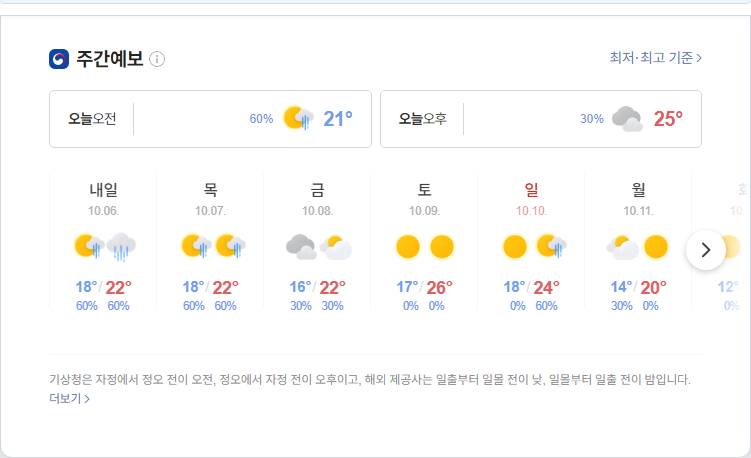 주간예보
최저·최고 기준
오늘오전 60% 21°
오늘오후 30% 25°
내일 목 금 토 일 월 화
10.06. 10.07. 10.08. 10.09. 10.10. 10.11. 10.
18°/22° 18°/22° 16°/22° 17°/26° 18°/24° 14°/20° 12°
60% 60% 60% 60% 30% 30% 0% 0% 0% 60% 30% 0% 0%
기상청은 자정에서 정오 전이 오전, 정오에서 자정 전이 오후이고, 해외 제공사는 일출부터 일몰 전이 낮, 일몰부터 일출 전이 밤입니다.
더보기